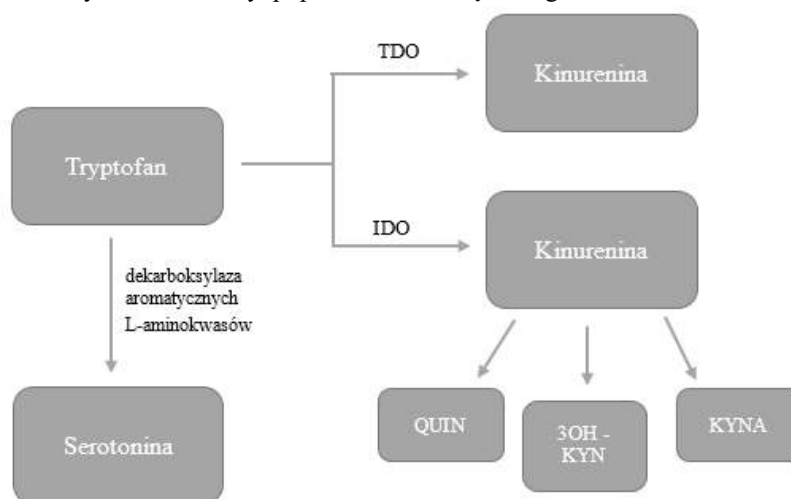 TDO
Kinurenina
Tryptofan
IDO
Kinurenina
dekarboksylaza
aromatycznych
L-aminokwasów
Serotonina
QUIN
3OH -
KYN
KYNA